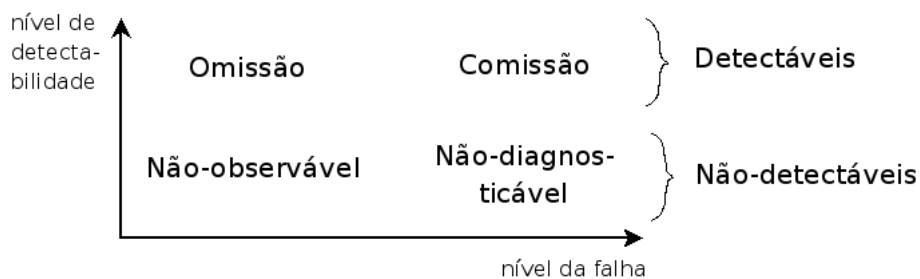 nível de
detecta-
bilidade
Omissão
Comissão
Detectáveis
Não-observável
Não-diagnos-
ticável
Não-detectáveis
nível da falha